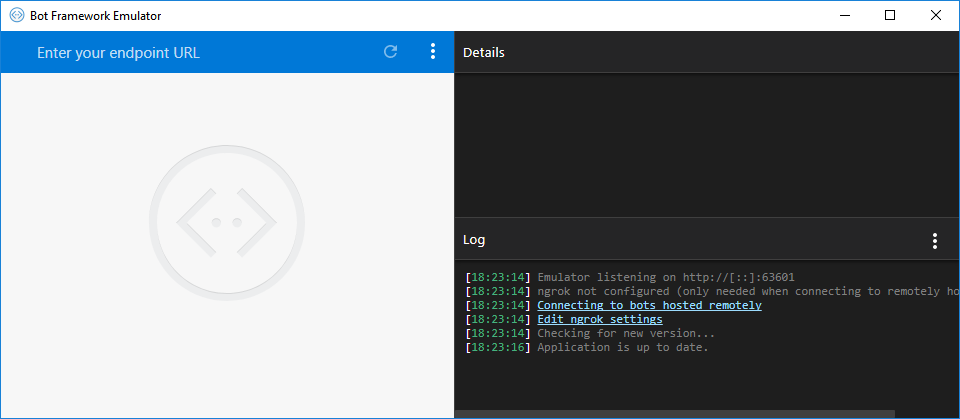 Bot Framework Emulator
Enter your endpoint URL
Details
Log
[18:23:14] Emulator listening on http://[::]:63601
[18:23:14] ngrok not configured (only needed when connecting to remotely ho
[18:23:14] Connecting to bots hosted remotely
[18:23:14] Edit ngrok settings
[18:23:14] Checking for new version...
[18:23:16] Application is up to date.